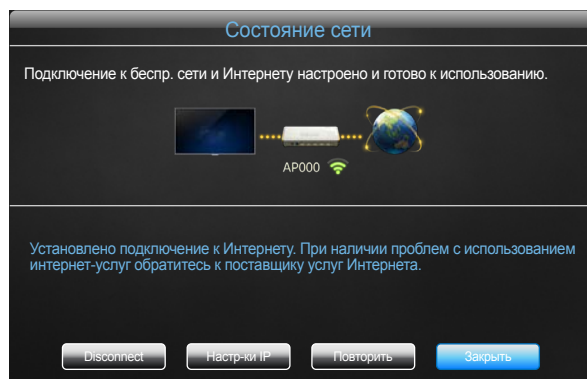 Состояние сети
Подключение к беспр. сети и Интернету настроено и готово к использованию.
AP000
Установлено подключение к Интернету. При наличии проблем с использованием
интернет-услуг обратитесь к поставщику услуг Интернета.
Disconnect Настр-ки IP Повторить Закрыть